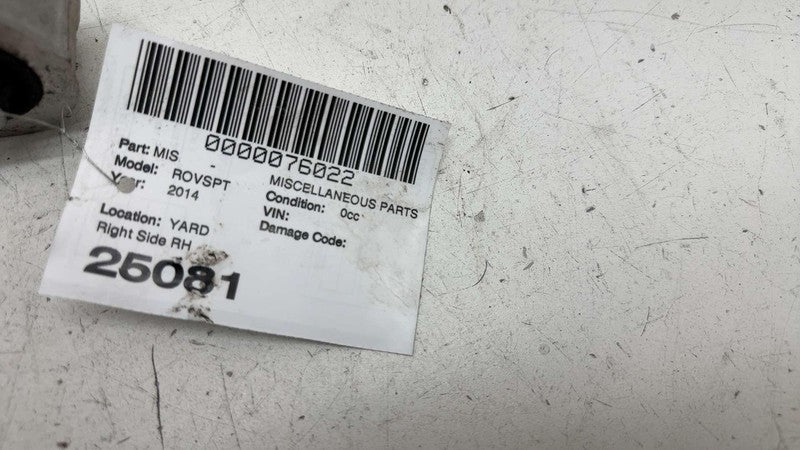 0000076022
Part: MIS MISCELLANEOUS PARTS
Model: ROVSPT Condition: 0cc
Year: 2014 VIN:
Damage Code:
Location: YARD
Right Side RH
25081